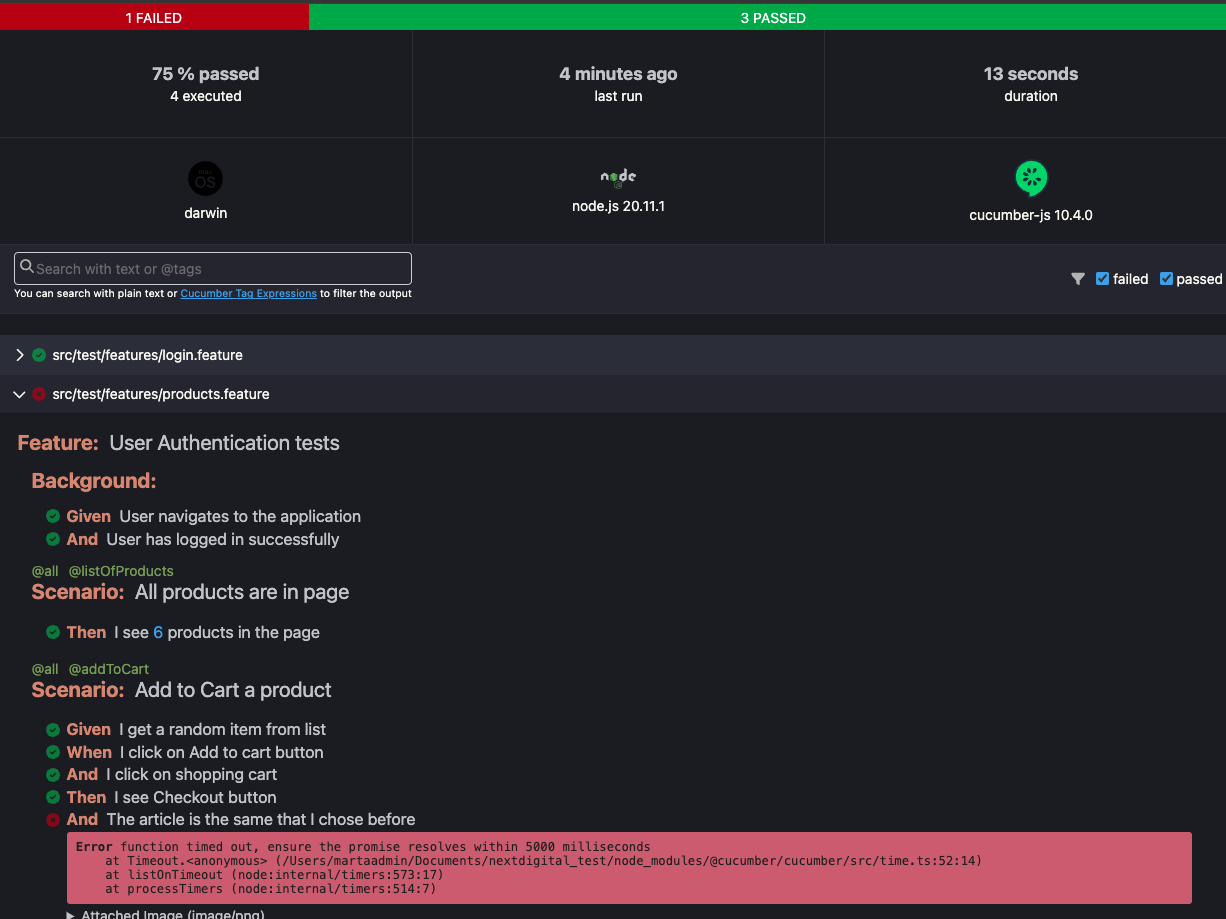 1 FAILED 3 PASSED
75 % passed 4 minutes ago 13 seconds
4 executed last run duration
mac
OS
node
darwin node.js 20.11.1 cucumber-js 10.4.0
Search with text or @tags
You can search with plain text or Cucumber Tag Expressions to filter the output
failed passed
src/test/features/login.feature
src/test/features/products.feature
Feature: User Authentication tests
Background:
Given User navigates to the application
And User has logged in successfully
@all @listOfProducts
Scenario: All products are in page
Then I see 6 products in the page
@all @addToCart
Scenario: Add to Cart a product
Given I get a random item from list
When I click on Add to cart button
And I click on shopping cart
Then I see Checkout button
And The article is the same that I chose before
Error function timed out, ensure the promise resolves within 5000 milliseconds
at Timeout.<anonymous> (/Users/martaadmin/Documents/nextdigital_test/node_modules/@cucumber/cucumber/src/time.ts:52:14)
at listOnTimeout (node:internal/timers:573:17)
at processTimers (node:internal/timers:514:7)
Attached Image (image/png)